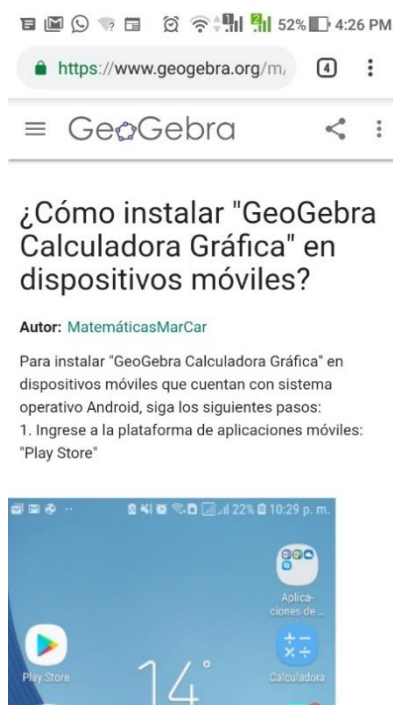 52% 4:26 PM
https://www.geogebra.org/m/ 4
GeoGebra
¿Cómo instalar "GeoGebra
Calculadora Gráfica" en
dispositivos móviles?
Autor: MatemáticasMarCar
Para instalar "GeoGebra Calculadora Gráfica" en
dispositivos móviles que cuentan con sistema
operativo Android, siga los siguientes pasos:
1. Ingrese a la plataforma de aplicaciones móviles:
"Play Store"
22% 10:29 p. m.
Aplica-
ciones de ...
Play Store
14°
Calculadora